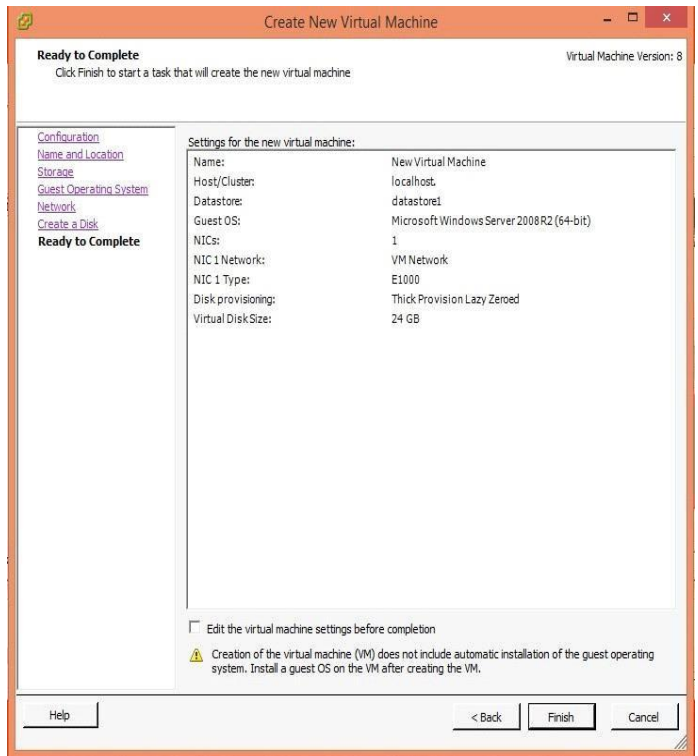 Create New Virtual Machine
Ready to Complete
Virtual Machine Version: 8
Click Finish to start a task that will create the new virtual machine
Configuration
Name and Location
Storage
Guest Operating System
Network
Create a Disk
Ready to Complete
Settings for the new virtual machine:
Name: New Virtual Machine
Host/Cluster: localhost.
Datastore: datastore1
Guest OS: Microsoft Windows Server 2008 R2 (64-bit)
NICs: 1
NIC 1 Network: VM Network
NIC 1 Type: E1000
Disk provisioning: Thick Provision Lazy Zeroed
Virtual Disk Size: 24 GB
Edit the virtual machine settings before completion
Creation of the virtual machine (VM) does not include automatic installation of the guest operating
system. Install a guest OS on the VM after creating the VM.
Help
< Back
Finish
Cancel